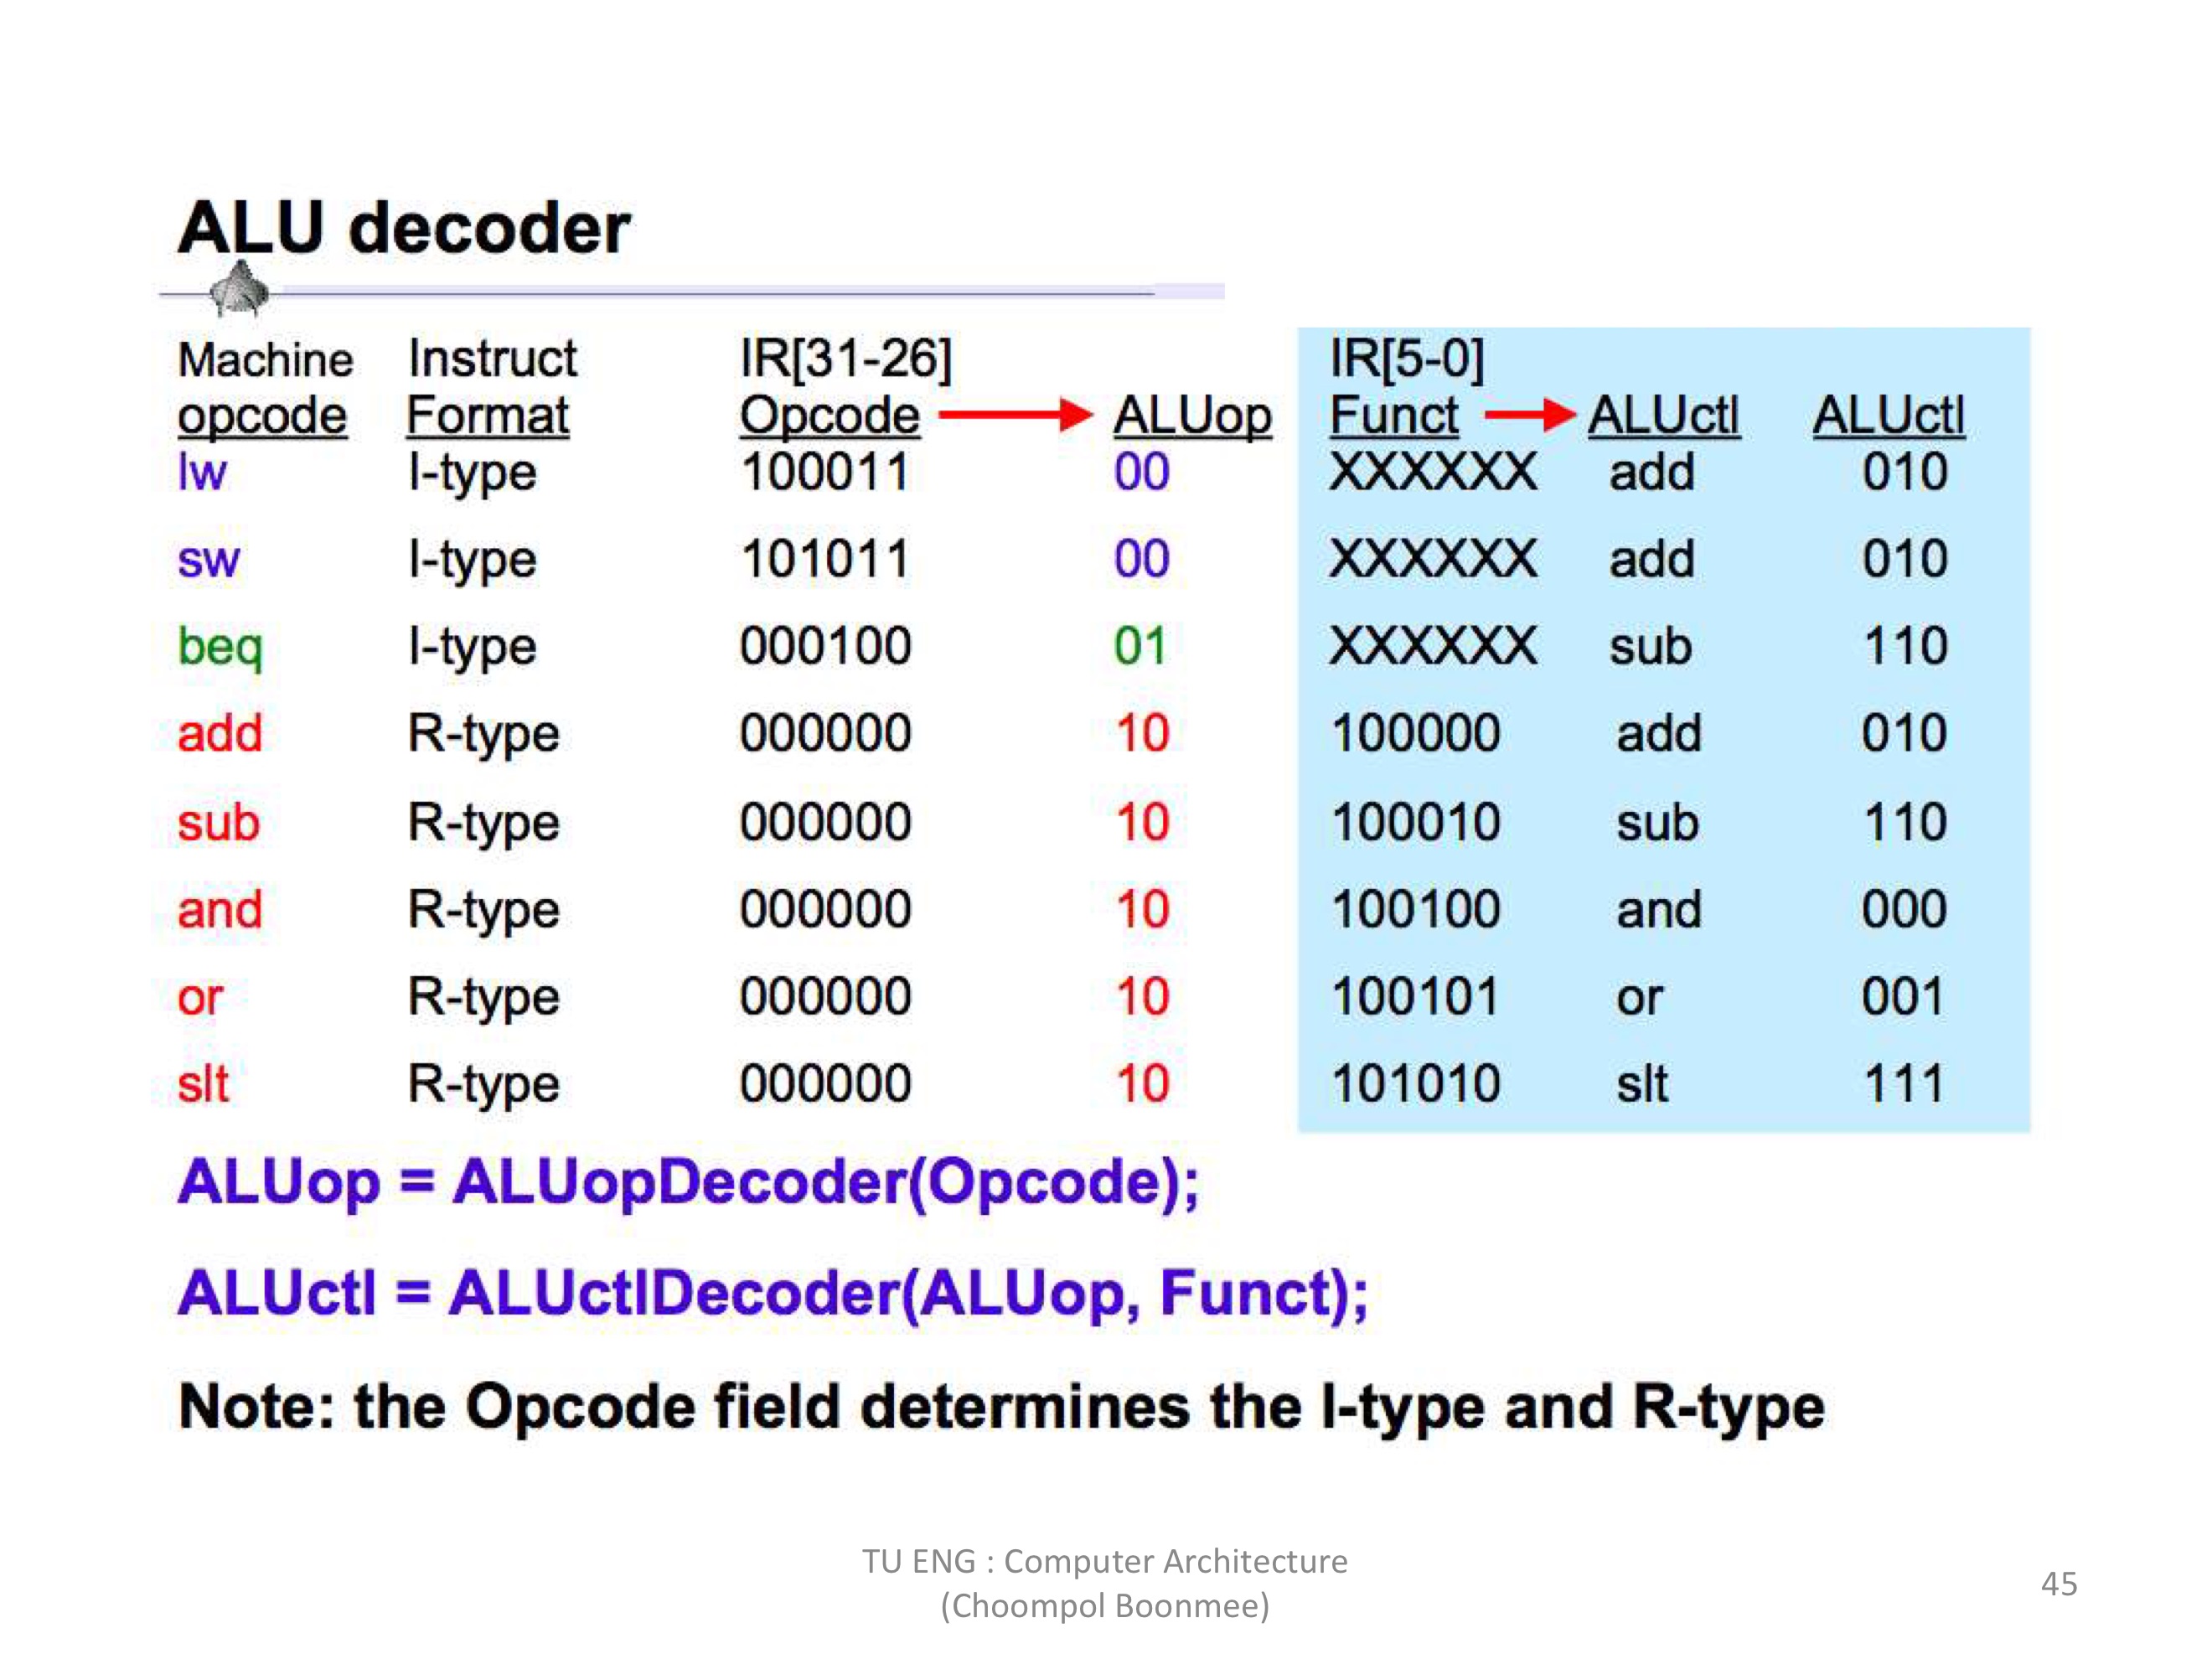 ALU decoder
Machine Instruct IR[31-26] IR[5-0]
opcode Format Opcode ALUop Funct ALUctl ALUctl
lw I-type 100011 00 XXXXXX add 010
sw I-type 101011 00 XXXXXX add 010
beq I-type 000100 01 XXXXXX sub 110
add R-type 000000 10 100000 add 010
sub R-type 000000 10 100010 sub 110
and R-type 000000 10 100100 and 000
or R-type 000000 10 100101 or 001
slt R-type 000000 10 101010 slt 111
ALUop = ALUopDecoder(Opcode);
ALUctl = ALUctlDecoder(ALUop, Funct);
Note: the Opcode field determines the I-type and R-type
TU ENG : Computer Architecture
(Choompol Boonmee)
45